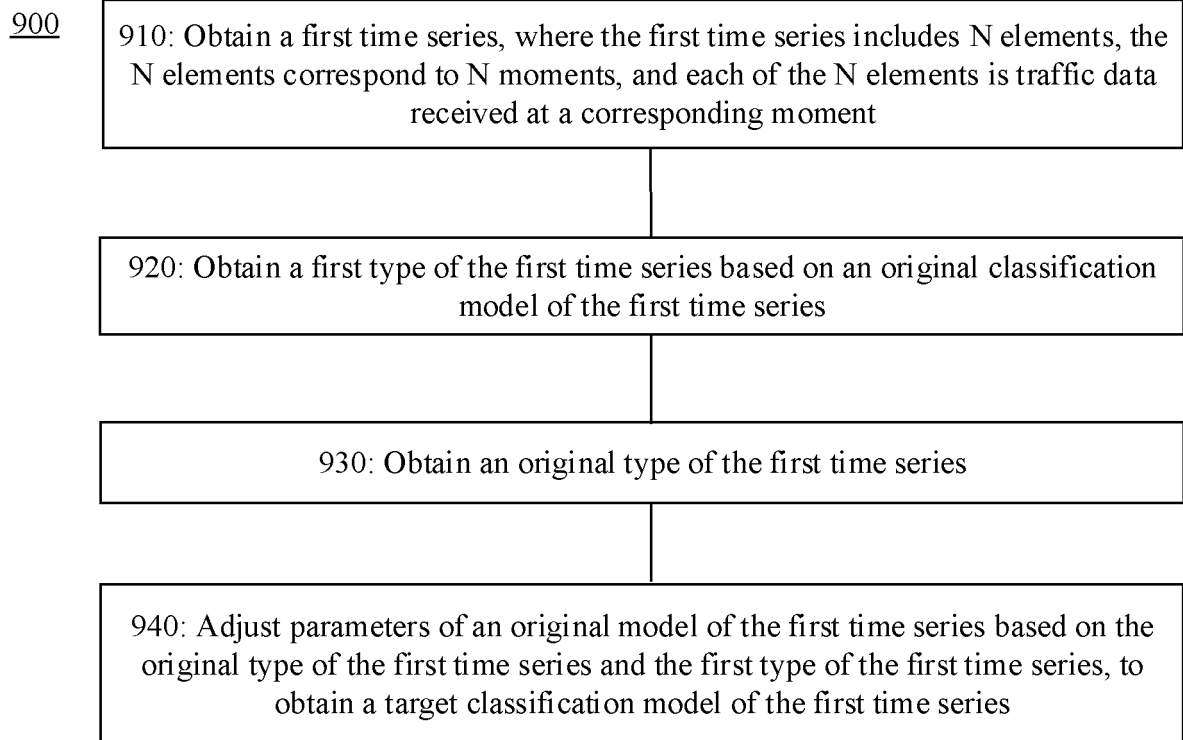 900
910: Obtain a first time series, where the first time series includes N elements, the
N elements correspond to N moments, and each of the N elements is traffic data
received at a corresponding moment
920: Obtain a first type of the first time series based on an original classification
model of the first time series
930: Obtain an original type of the first time series
940: Adjust parameters of an original model of the first time series based on the
original type of the first time series and the first type of the first time series, to
obtain a target classification model of the first time series